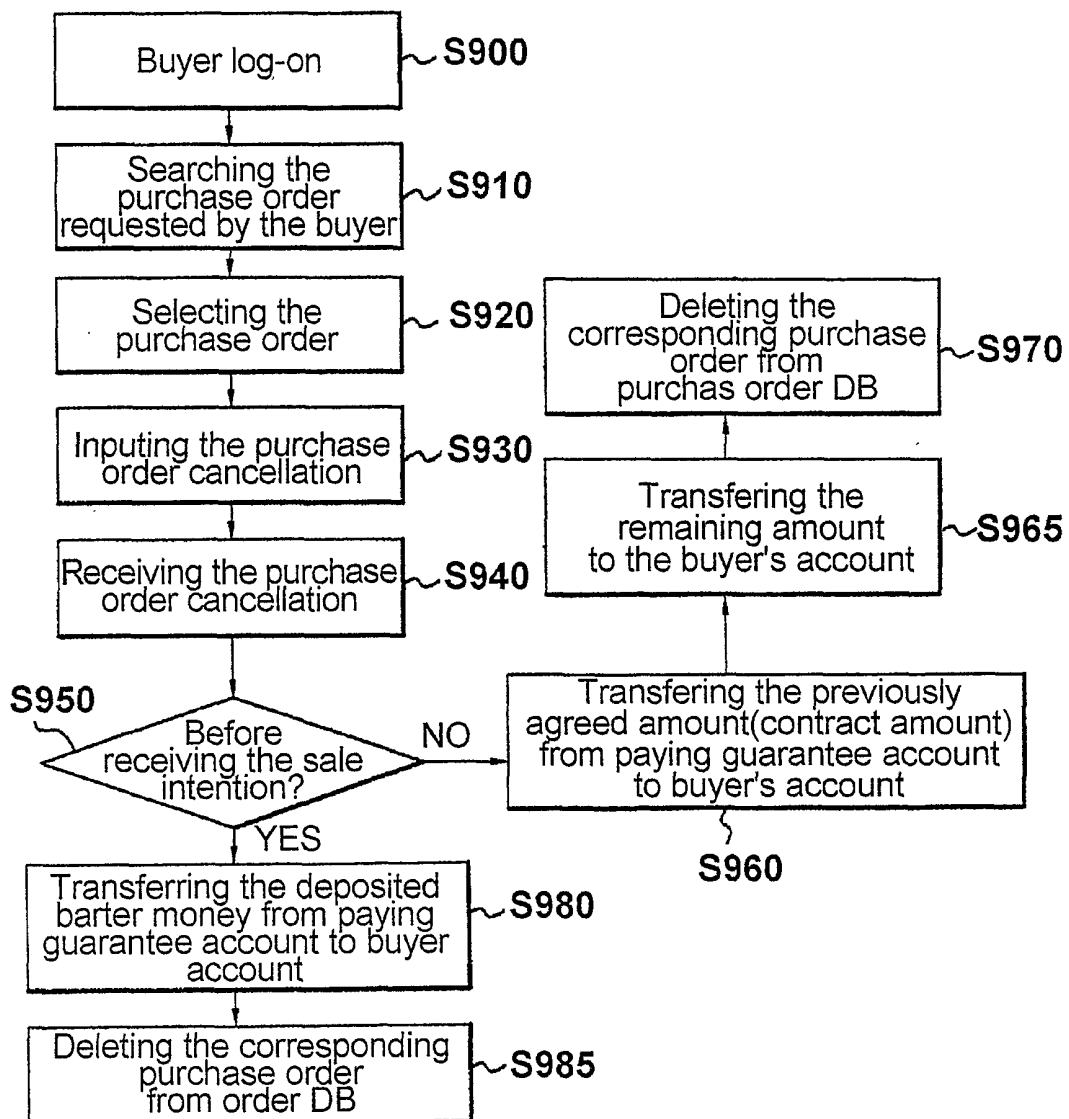 Buyer log-on
S900
Searching the
purchase order
requested by the buyer
S910
Selecting the
purchase order
S920
Inputing the purchase
order cancellation
S930
Receiving the purchase
order cancellation
S940
S950
Before
receiving the sale
intention?
NO
YES
Transfering the previously
agreed amount(contract amount)
from paying guarantee account
to buyer's account
S960
Transfering the
remaining amount
to the buyer's account
S965
Deleting the
corresponding purchase
order from
purchas order DB
S970
Transferring the deposited
barter money from paying
guarantee account to buyer
account
S980
Deleting the corresponding
purchase order
from order DB
S985